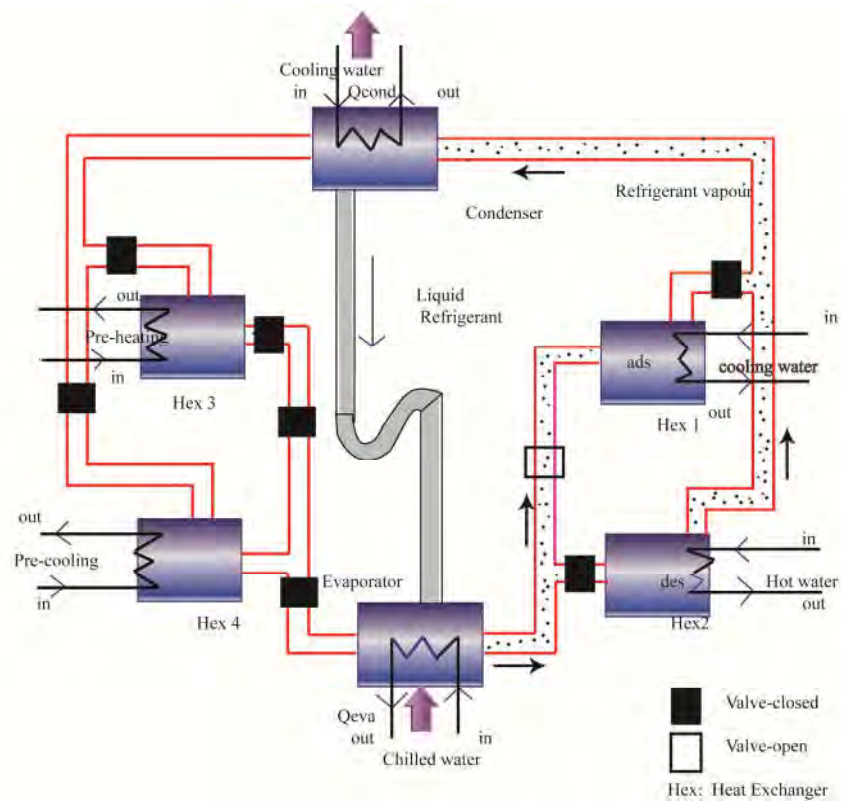 Cooling water
in Qcond out
Refrigerant vapour
Condenser
Liquid
Refrigerant
out
Pre-heating
in
Hex 3
in
ads
cooling water
out
Hex 1
out
Pre-cooling
in
Hex 4
Evaporator
in
des Hot water
out
Hex2
Qeva
out in
Chilled water
Valve-closed
Valve-open
Hex: Heat Exchanger